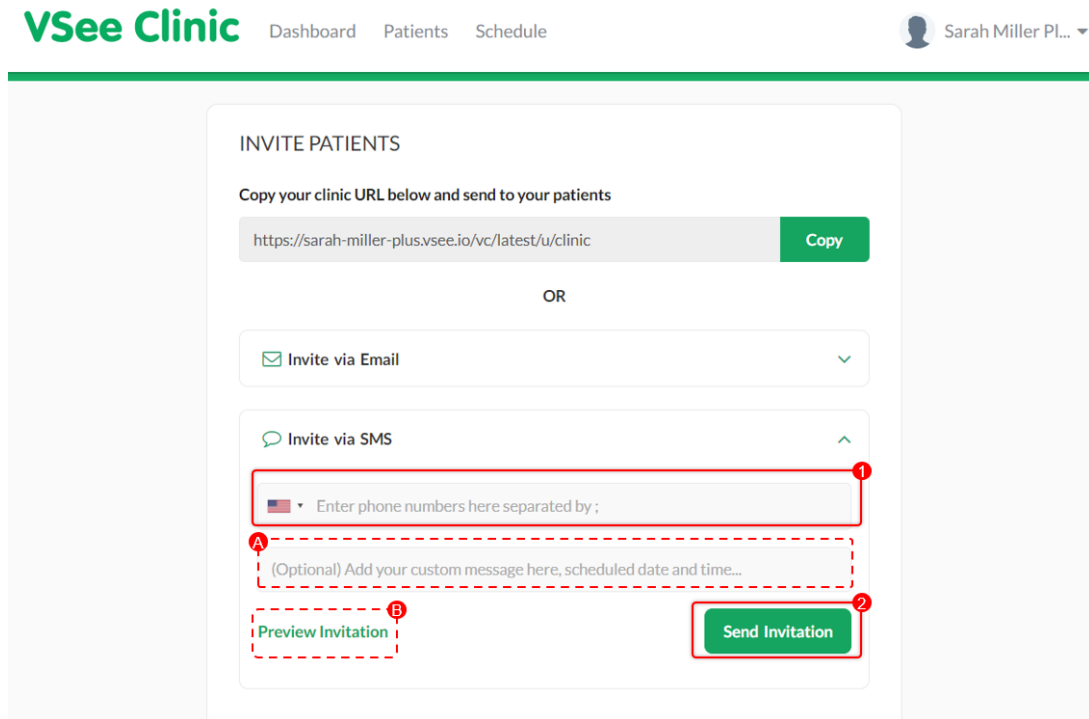 VSee Clinic Dashboard Patients Schedule Sarah Miller Pl...
INVITE PATIENTS
Copy your clinic URL below and send to your patients
https://sarah-miller-plus.vsee.io/vc/latest/u/clinic Copy
OR
Invite via Email
Invite via SMS
1
Enter phone numbers here separated by ;
A
(Optional) Add your custom message here, scheduled date and time...
B
2
Preview Invitation Send Invitation